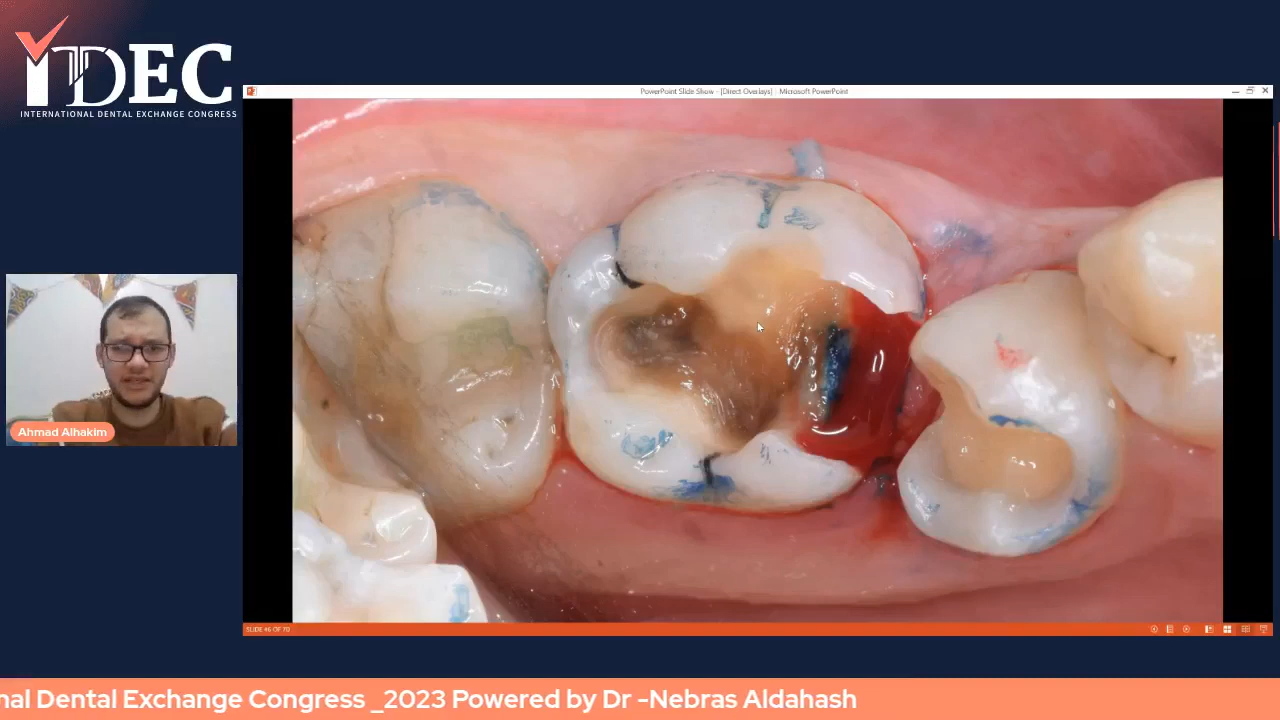 iDEC
INTERNATIONAL DENTAL EXCHANGE CONGRESS
PowerPoint Slide Show - [Direct Overlays] - Microsoft PowerPoint
Ahmad Alhakim
SLIDE 46 OF 70
nal Dental Exchange Congress _2023 Powered by Dr -Nebras Aldahash